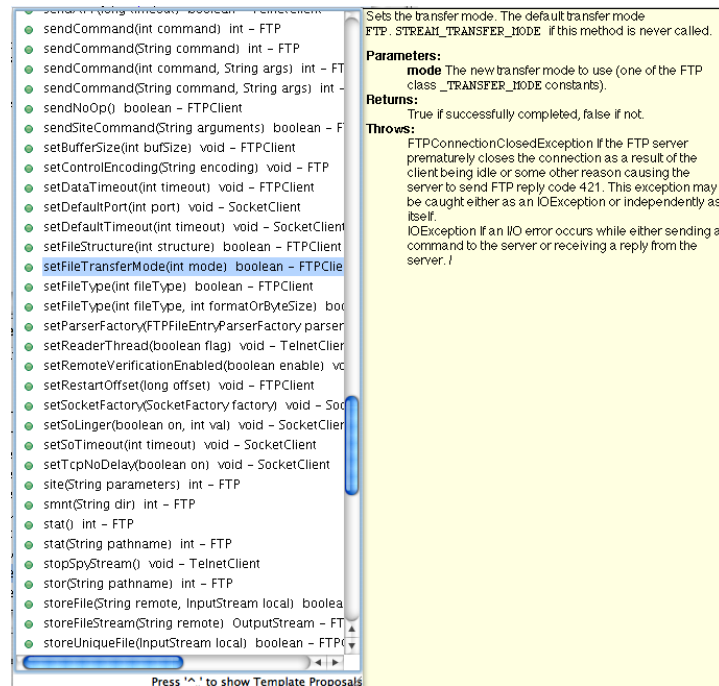 sendCommand(int command) int – FTP
sendCommand(String command) int – FTP
sendCommand(int command, String args) int – FT
sendCommand(String command, String args) int –
sendNoOp() boolean – FTPClient
sendSiteCommand(String arguments) boolean – F
setBufferSize(int bufSize) void – FTPClient
setControlEncoding(String encoding) void – FTP
setDataTimeout(int timeout) void – FTPClient
setDefaultPort(int port) void – SocketClient
setDefaultTimeout(int timeout) void – SocketClient
setFileStructure(int structure) boolean – FTPClient
setFileTransferMode(int mode) boolean – FTPClie
setFileType(int fileType) boolean – FTPClient
setFileType(int fileType, int formatOrByteSize) boo
setParserFactory(FTPFileEntryParserFactory parser
setReaderThread(boolean flag) void – TelnetClien
setRemoteVerificationEnabled(boolean enable) vo
setRestartOffset(long offset) void – FTPClient
setSocketFactory(SocketFactory factory) void – Soc
setSoLinger(boolean on, int val) void – SocketClien
setSoTimeout(int timeout) void – SocketClient
setTcpNoDelay(boolean on) void – SocketClient
site(String parameters) int – FTP
smnt(String dir) int – FTP
stat() int – FTP
stat(String pathname) int – FTP
stopSpyStream() void – TelnetClient
stor(String pathname) int – FTP
storeFile(String remote, InputStream local) boolea
storeFileStream(String remote) OutputStream – FT
storeUniqueFile(InputStream local) boolean – FTPC
Press '^ ' to show Template Proposals
Sets the transfer mode. The default transfer mode
FTP. STREAM_TRANSFER_MODE if this method is never called.
Parameters:
mode The new transfer mode to use (one of the FTP
class _TRANSFER_MODE constants).
Returns:
True if successfully completed, false if not.
Throws:
FTPConnectionClosedException If the FTP server
prematurely closes the connection as a result of the
client being idle or some other reason causing the
server to send FTP reply code 421. This exception may
be caught either as an IOException or independently as
itself.
IOException If an I/O error occurs while either sending a
command to the server or receiving a reply from the
server. /